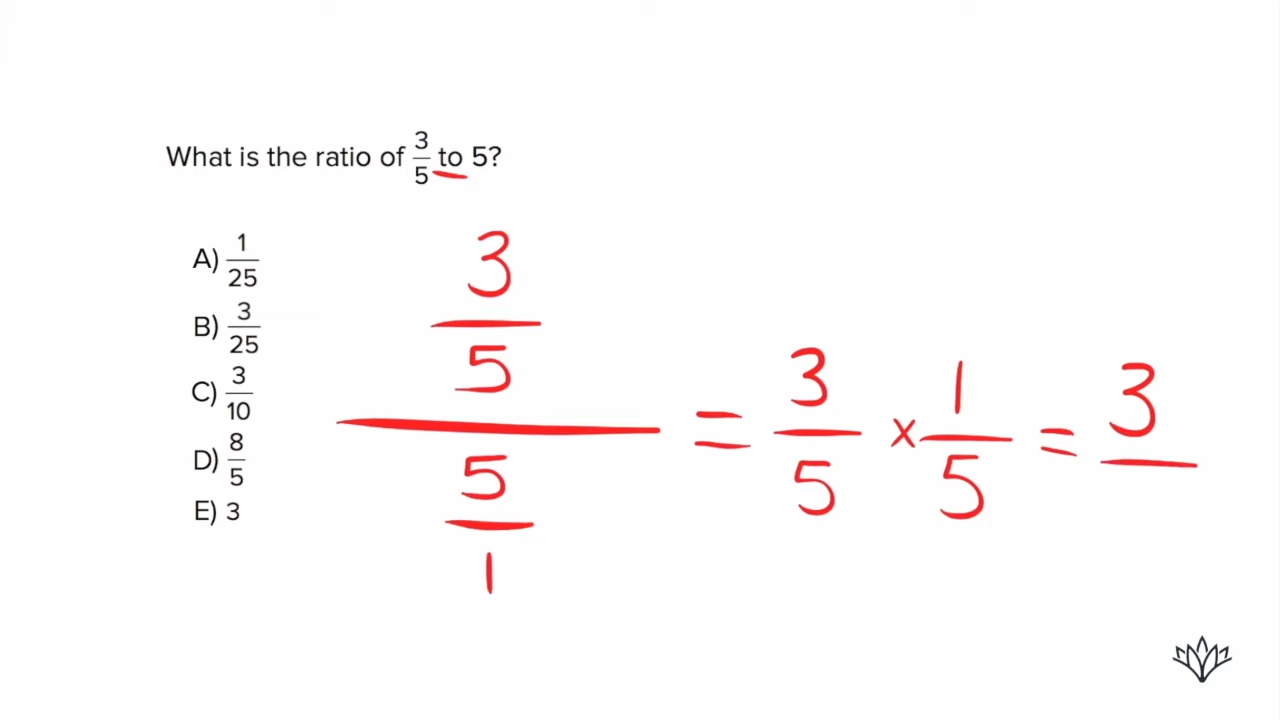 What is the ratio of 3/5 to 5?
A) 1/25
B) 3/25
C) 3/10
D) 8/5
E) 3
3/5 / 5/1 = 3/5 x 1/5 = 3/